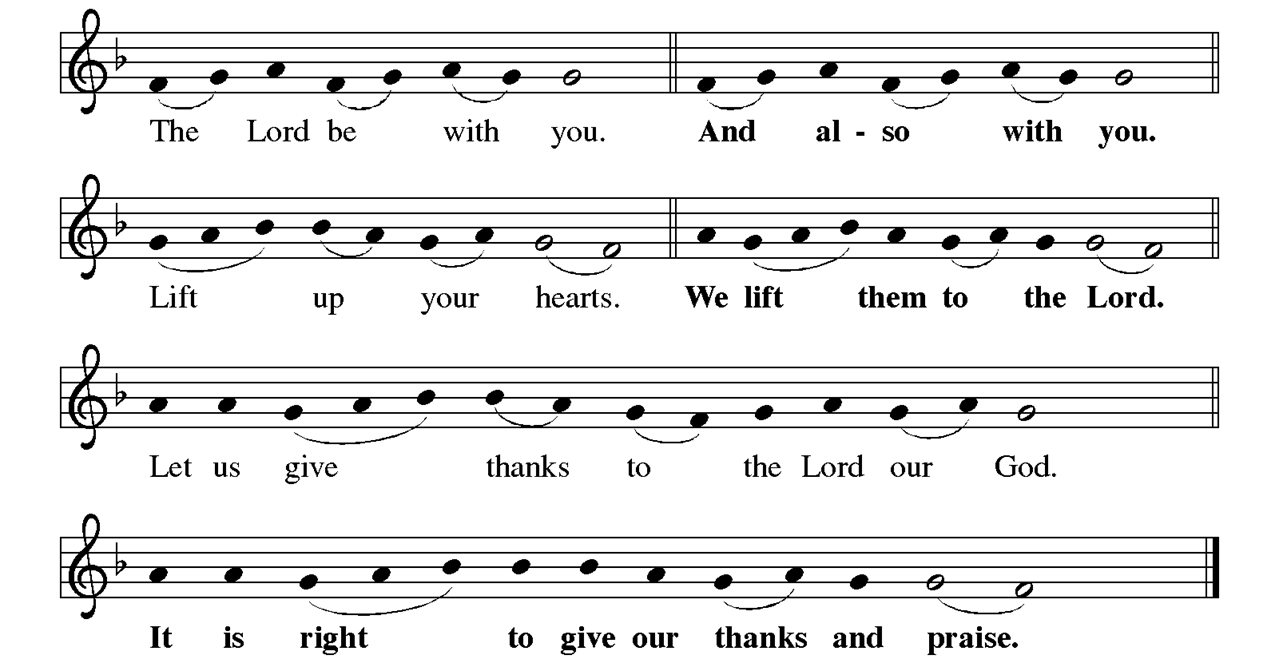 The Lord be with you. And al - so with you.
Lift up your hearts. We lift them to the Lord.
Let us give thanks to the Lord our God.
It is right to give our thanks and praise.